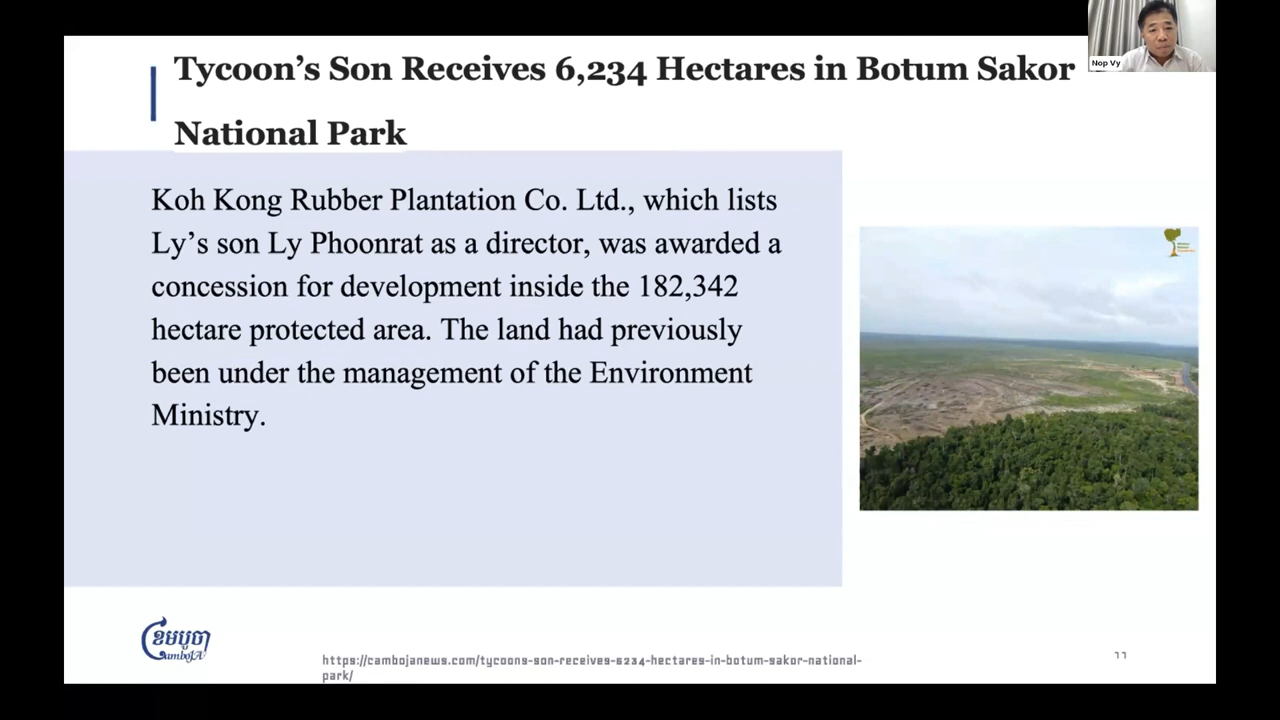 Tycoon's Son Receives 6,234 Hectares in Botum Sakor
National Park
Nop Vy
Koh Kong Rubber Plantation Co. Ltd., which lists
Ly's son Ly Phoonrat as a director, was awarded a
concession for development inside the 182,342
hectare protected area. The land had previously
been under the management of the Environment
Ministry.
ខមបូចា
CamboJA
https://cambojanews.com/tycoons-son-receives-6234-hectares-in-botum-sakor-national-
park/
11